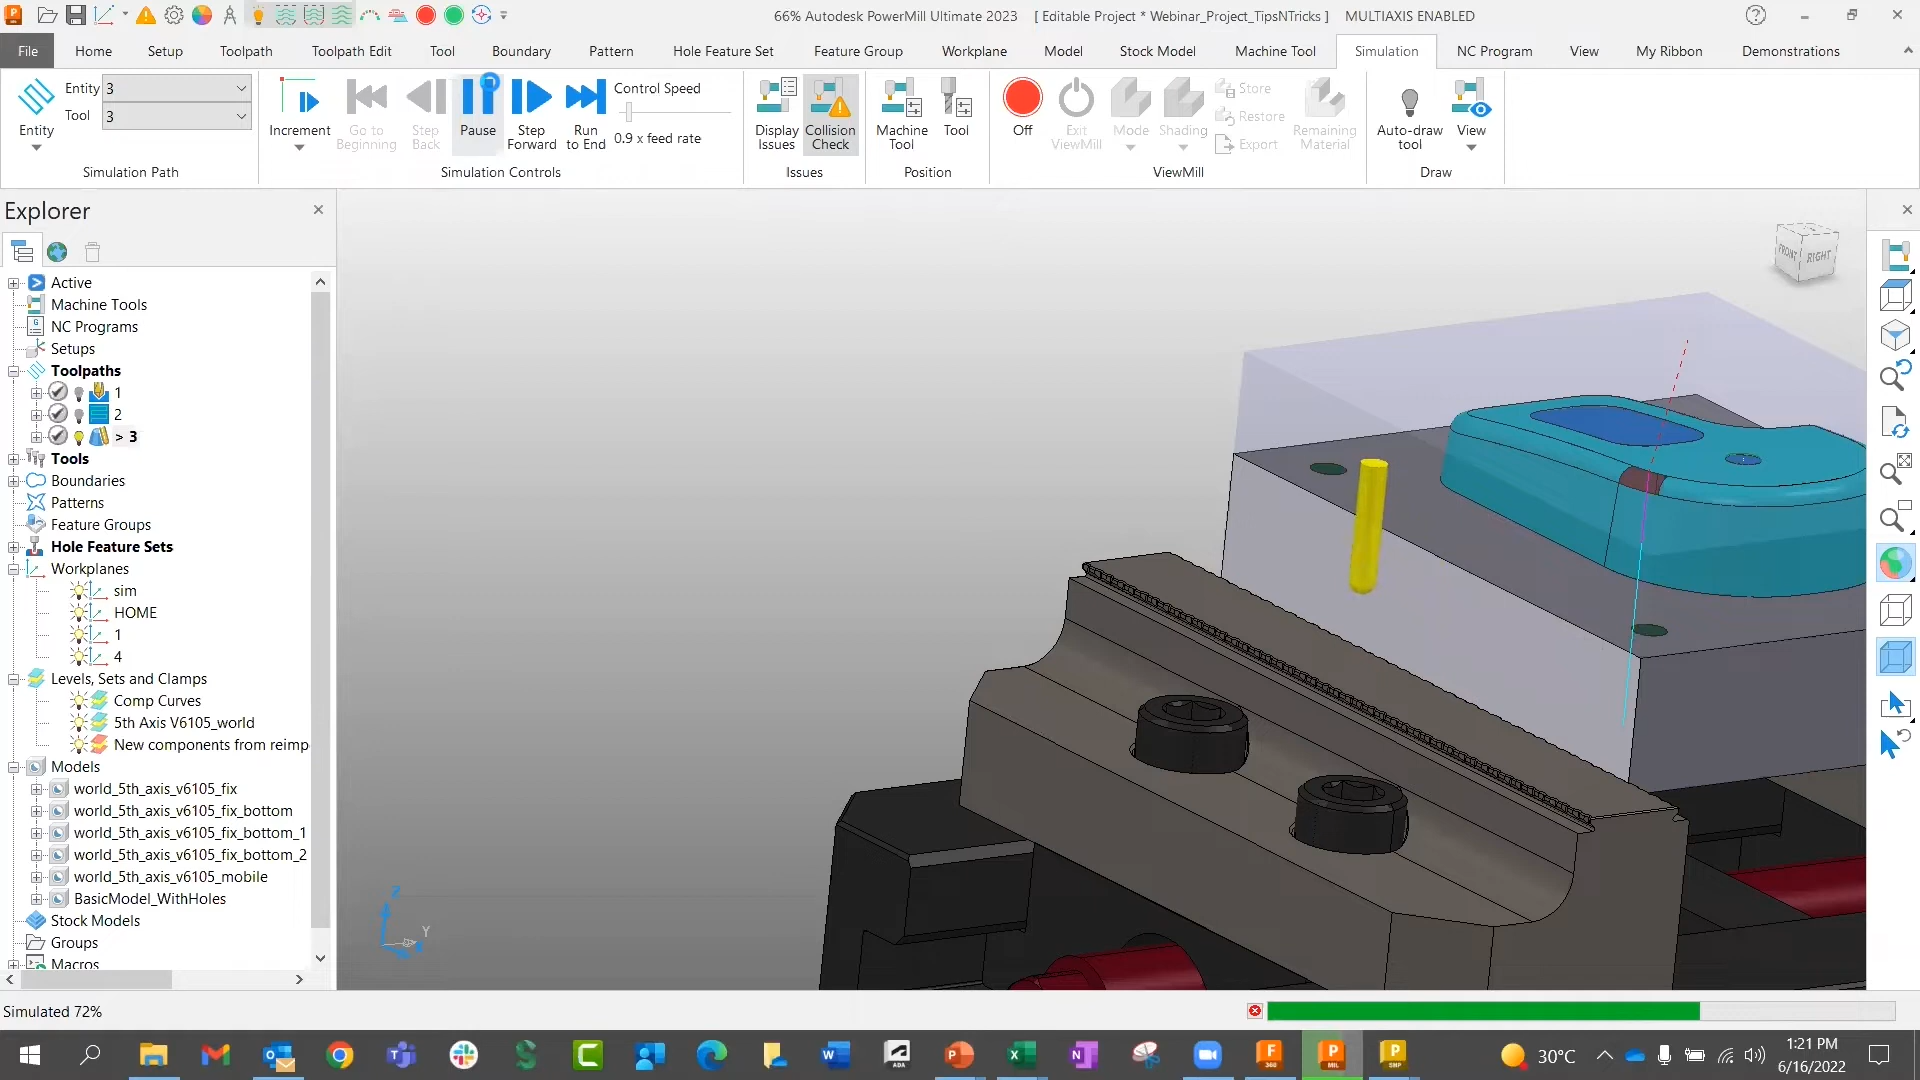 66% Autodesk PowerMill Ultimate 2023 [ Editable Project * Webinar_Project_TipsNTricks ] MULTIAXIS ENABLED
File Home Setup Toolpath Toolpath Edit Tool Boundary Pattern Hole Feature Set Feature Group Workplane Model Stock Model Machine Tool Simulation NC Program View My Ribbon Demonstrations
Entity 3
Tool 3
Entity
Increment
Go to Beginning
Step Back
Pause
Step Forward
Run to End
Control Speed
0.9 x feed rate
Display Issues
Collision Check
Machine Tool
Tool
Off
Exit ViewMill
Mode
Shading
Store
Restore
Export
Remaining Material
Auto-draw tool
View
Simulation Path
Simulation Controls
Issues
Position
ViewMill
Draw
Explorer
Active
Machine Tools
NC Programs
Setups
Toolpaths
1
2
> 3
Tools
Boundaries
Patterns
Feature Groups
Hole Feature Sets
Workplanes
sim
HOME
1
4
Levels, Sets and Clamps
Comp Curves
5th Axis V6105_world
New components from reimp
Models
world_5th_axis_v6105_fix
world_5th_axis_v6105_fix_bottom
world_5th_axis_v6105_fix_bottom_1
world_5th_axis_v6105_fix_bottom_2
world_5th_axis_v6105_mobile
BasicModel_WithHoles
Stock Models
Groups
Macros
FRONT
RIGHT
Z
Y
Simulated 72%
30°C
1:21 PM
6/16/2022